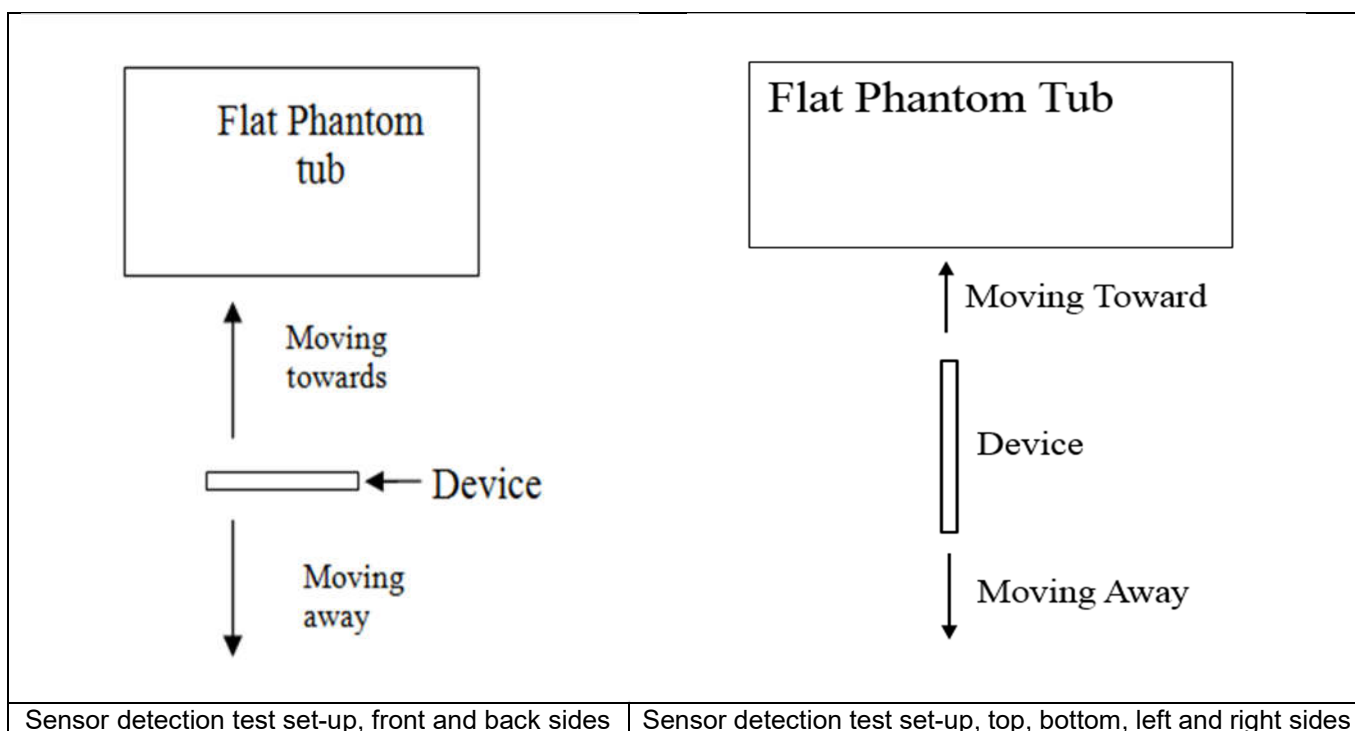 Flat Phantom
tub
Moving
towards
Device
Moving
away
Flat Phantom Tub
Moving Toward
Device
Moving Away
Sensor detection test set-up, front and back sides
Sensor detection test set-up, top, bottom, left and right sides